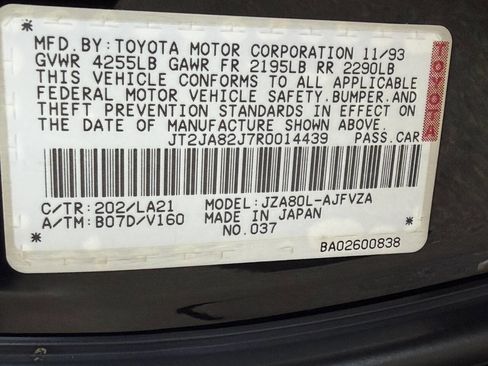 MFD. BY: TOYOTA MOTOR CORPORATION 11/93
GVWR 4255LB GAWR FR 2195LB RR 2290LB
THIS VEHICLE CONFORMS TO ALL APPLICABLE
FEDERAL MOTOR VEHICLE SAFETY, BUMPER, AND
THEFT PREVENTION STANDARDS IN EFFECT ON
THE DATE OF MANUFACTURE SHOWN ABOVE.
*JT2JA82J7R0014439 PASS.CAR
TOYOTA
C/TR: 202/LA21 MODEL: JZA80L-AJFVZA
A/TM: B07D/V160 MADE IN JAPAN
* NO.037 *
BA02600838